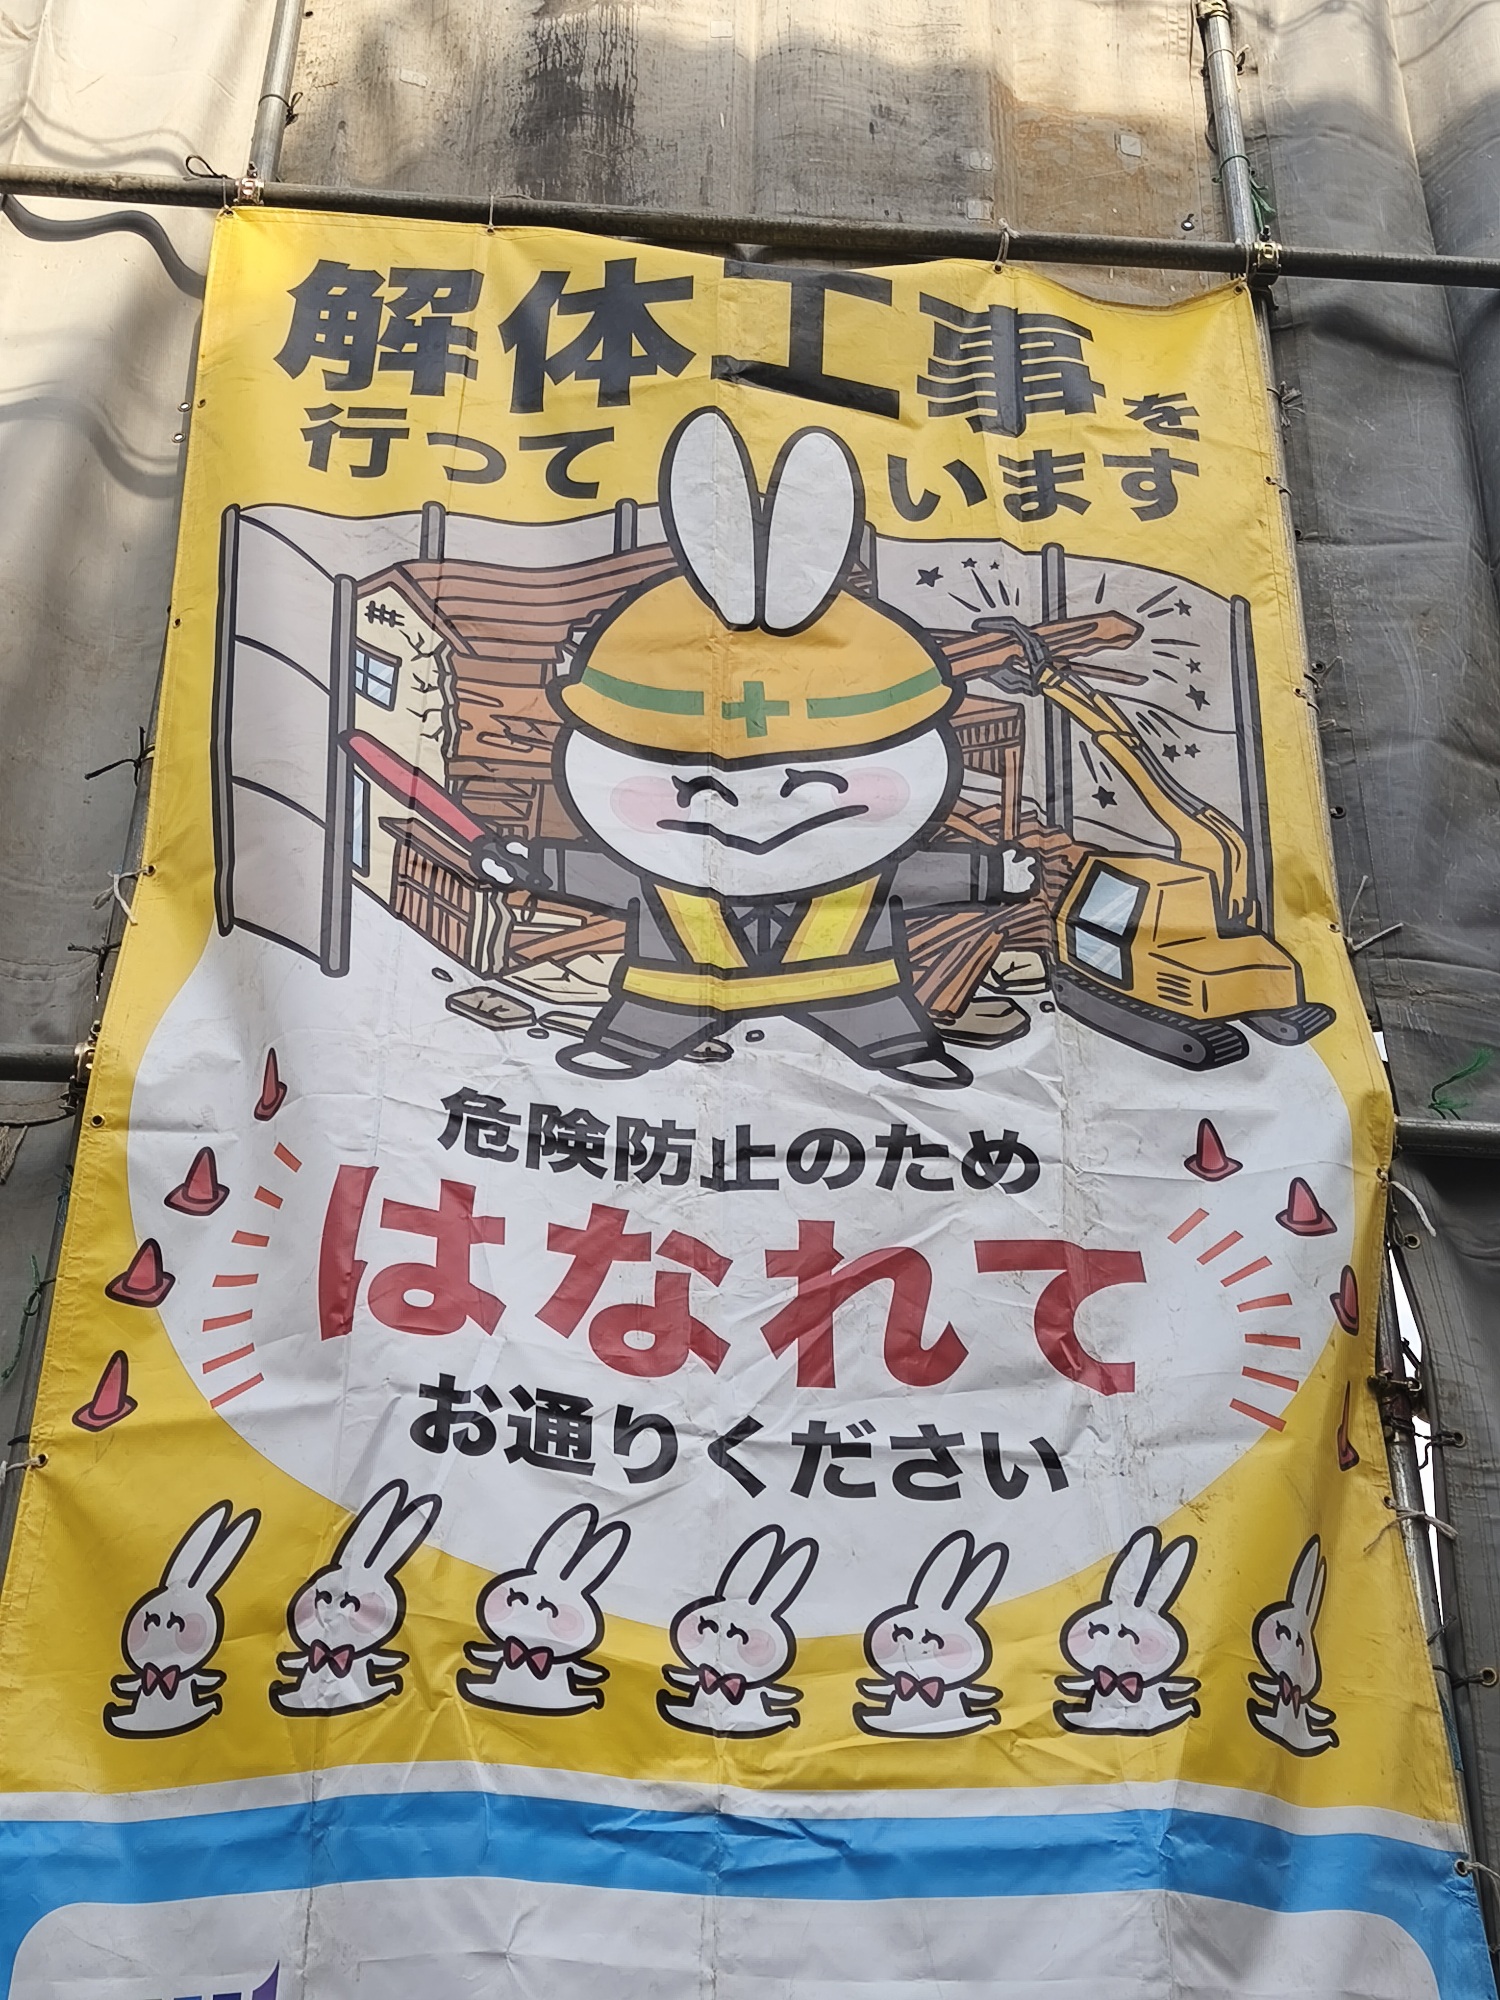 解体工事を
行っています
危険防止のため
はなれて
お通りください